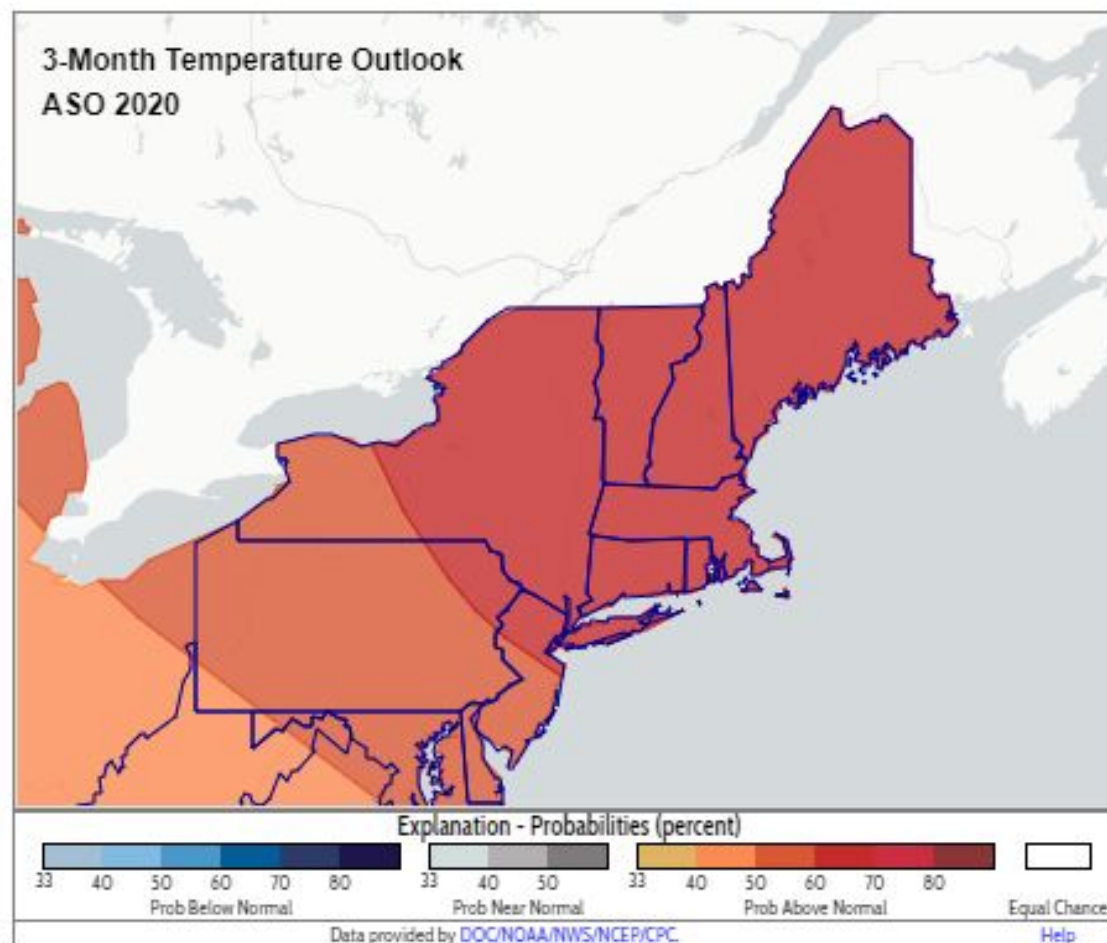 3-Month Temperature Outlook
ASO 2020
Explanation - Probabilities (percent)
33 40 50 60 70 80 33 40 50 33 40 50 60 70 80
Prob Below Normal Prob Near Normal Prob Above Normal Equal Chance
Data provided by DOC/NOAA/NWS/NCEP/CPC. Help